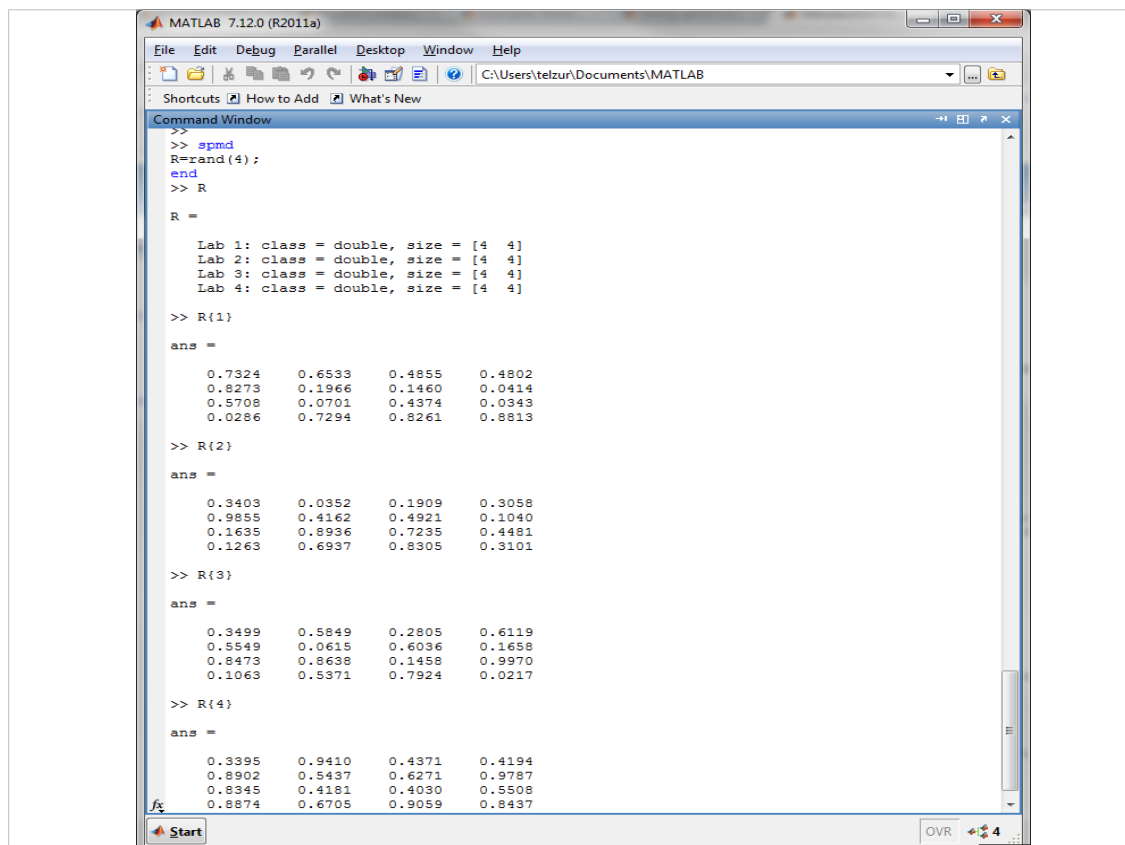 MATLAB 7.12.0 (R2011a)
File Edit Debug Parallel Desktop Window Help
C:\Users\telzur\Documents\MATLAB
Shortcuts How to Add What's New
Command Window
>>
>> spmd
R=rand(4);
end
>> R
R =
Lab 1: class = double, size = [4 4]
Lab 2: class = double, size = [4 4]
Lab 3: class = double, size = [4 4]
Lab 4: class = double, size = [4 4]
>> R{1}
ans =
0.7324 0.6533 0.4855 0.4802
0.8273 0.1966 0.1460 0.0414
0.5708 0.0701 0.4374 0.0343
0.0286 0.7294 0.8261 0.8813
>> R{2}
ans =
0.3403 0.0352 0.1909 0.3058
0.9855 0.4162 0.4921 0.1040
0.1635 0.8936 0.7235 0.4481
0.1263 0.6937 0.8305 0.3101
>> R{3}
ans =
0.3499 0.5849 0.2805 0.6119
0.5549 0.0615 0.6036 0.1658
0.8473 0.8638 0.1458 0.9970
0.1063 0.5371 0.7924 0.0217
>> R{4}
ans =
0.3395 0.9410 0.4371 0.4194
0.8902 0.5437 0.6271 0.9787
0.8345 0.4181 0.4030 0.5508
fx 0.8874 0.6705 0.9059 0.8437
Start OVR 4